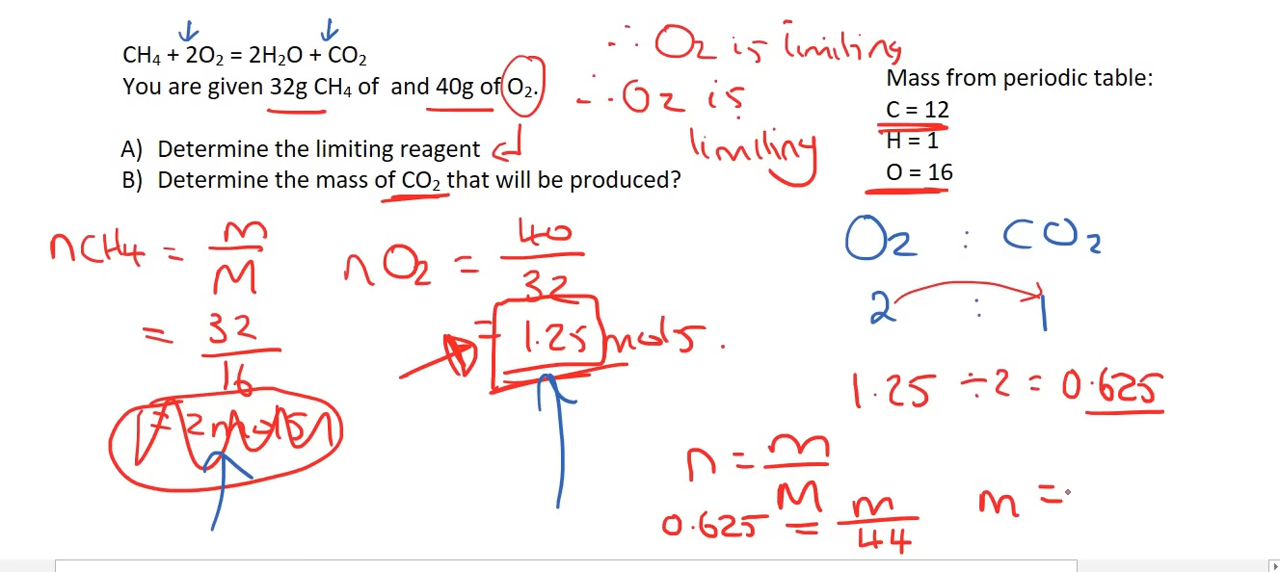 CH₄ + 2O₂ = 2H₂O + CO₂
You are given 32g CH₄ of and 40g of O₂.
A) Determine the limiting reagent
B) Determine the mass of CO₂ that will be produced?
∴ O₂ is limiting
∴ O₂ is
limiting
Mass from periodic table:
C = 12
H = 1
O = 16
nCH₄ = m/M
= 32/16
= 2mols
nO₂ = 40/32
= 1.25 mols.
O₂ : CO₂
2 : 1
1.25 ÷ 2 = 0.625
n = m/M
0.625 = m/44
m =